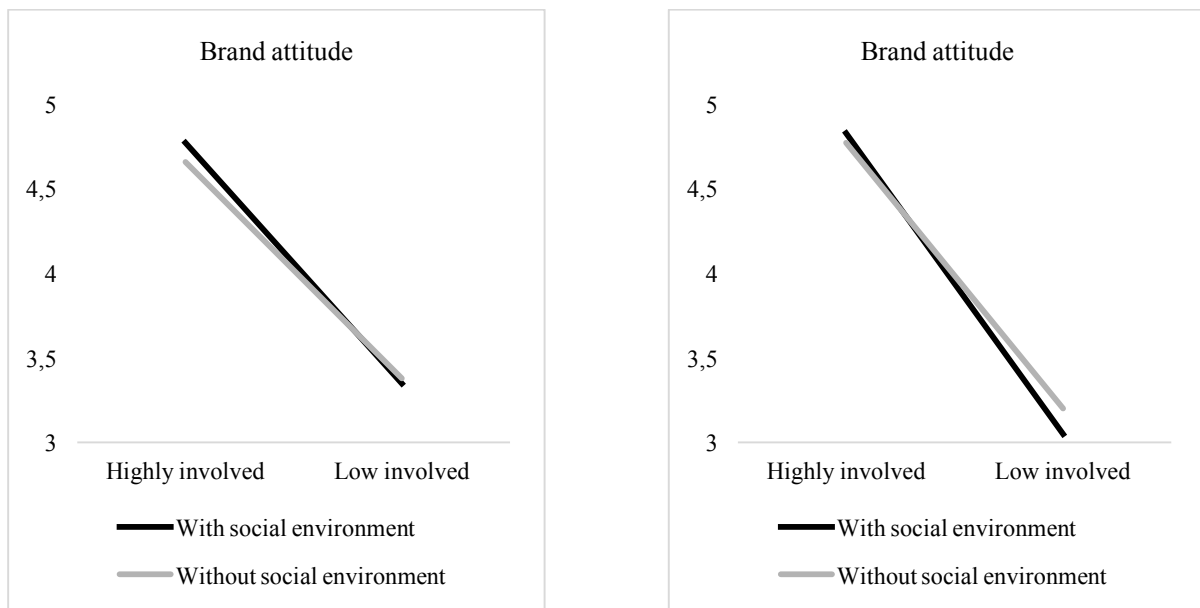 Brand attitude
5
4,5
4
3,5
3
Highly involved
Low involved
With social environment
Without social environment
Brand attitude
5
4,5
4
3,5
3
Highly involved
Low involved
With social environment
Without social environment